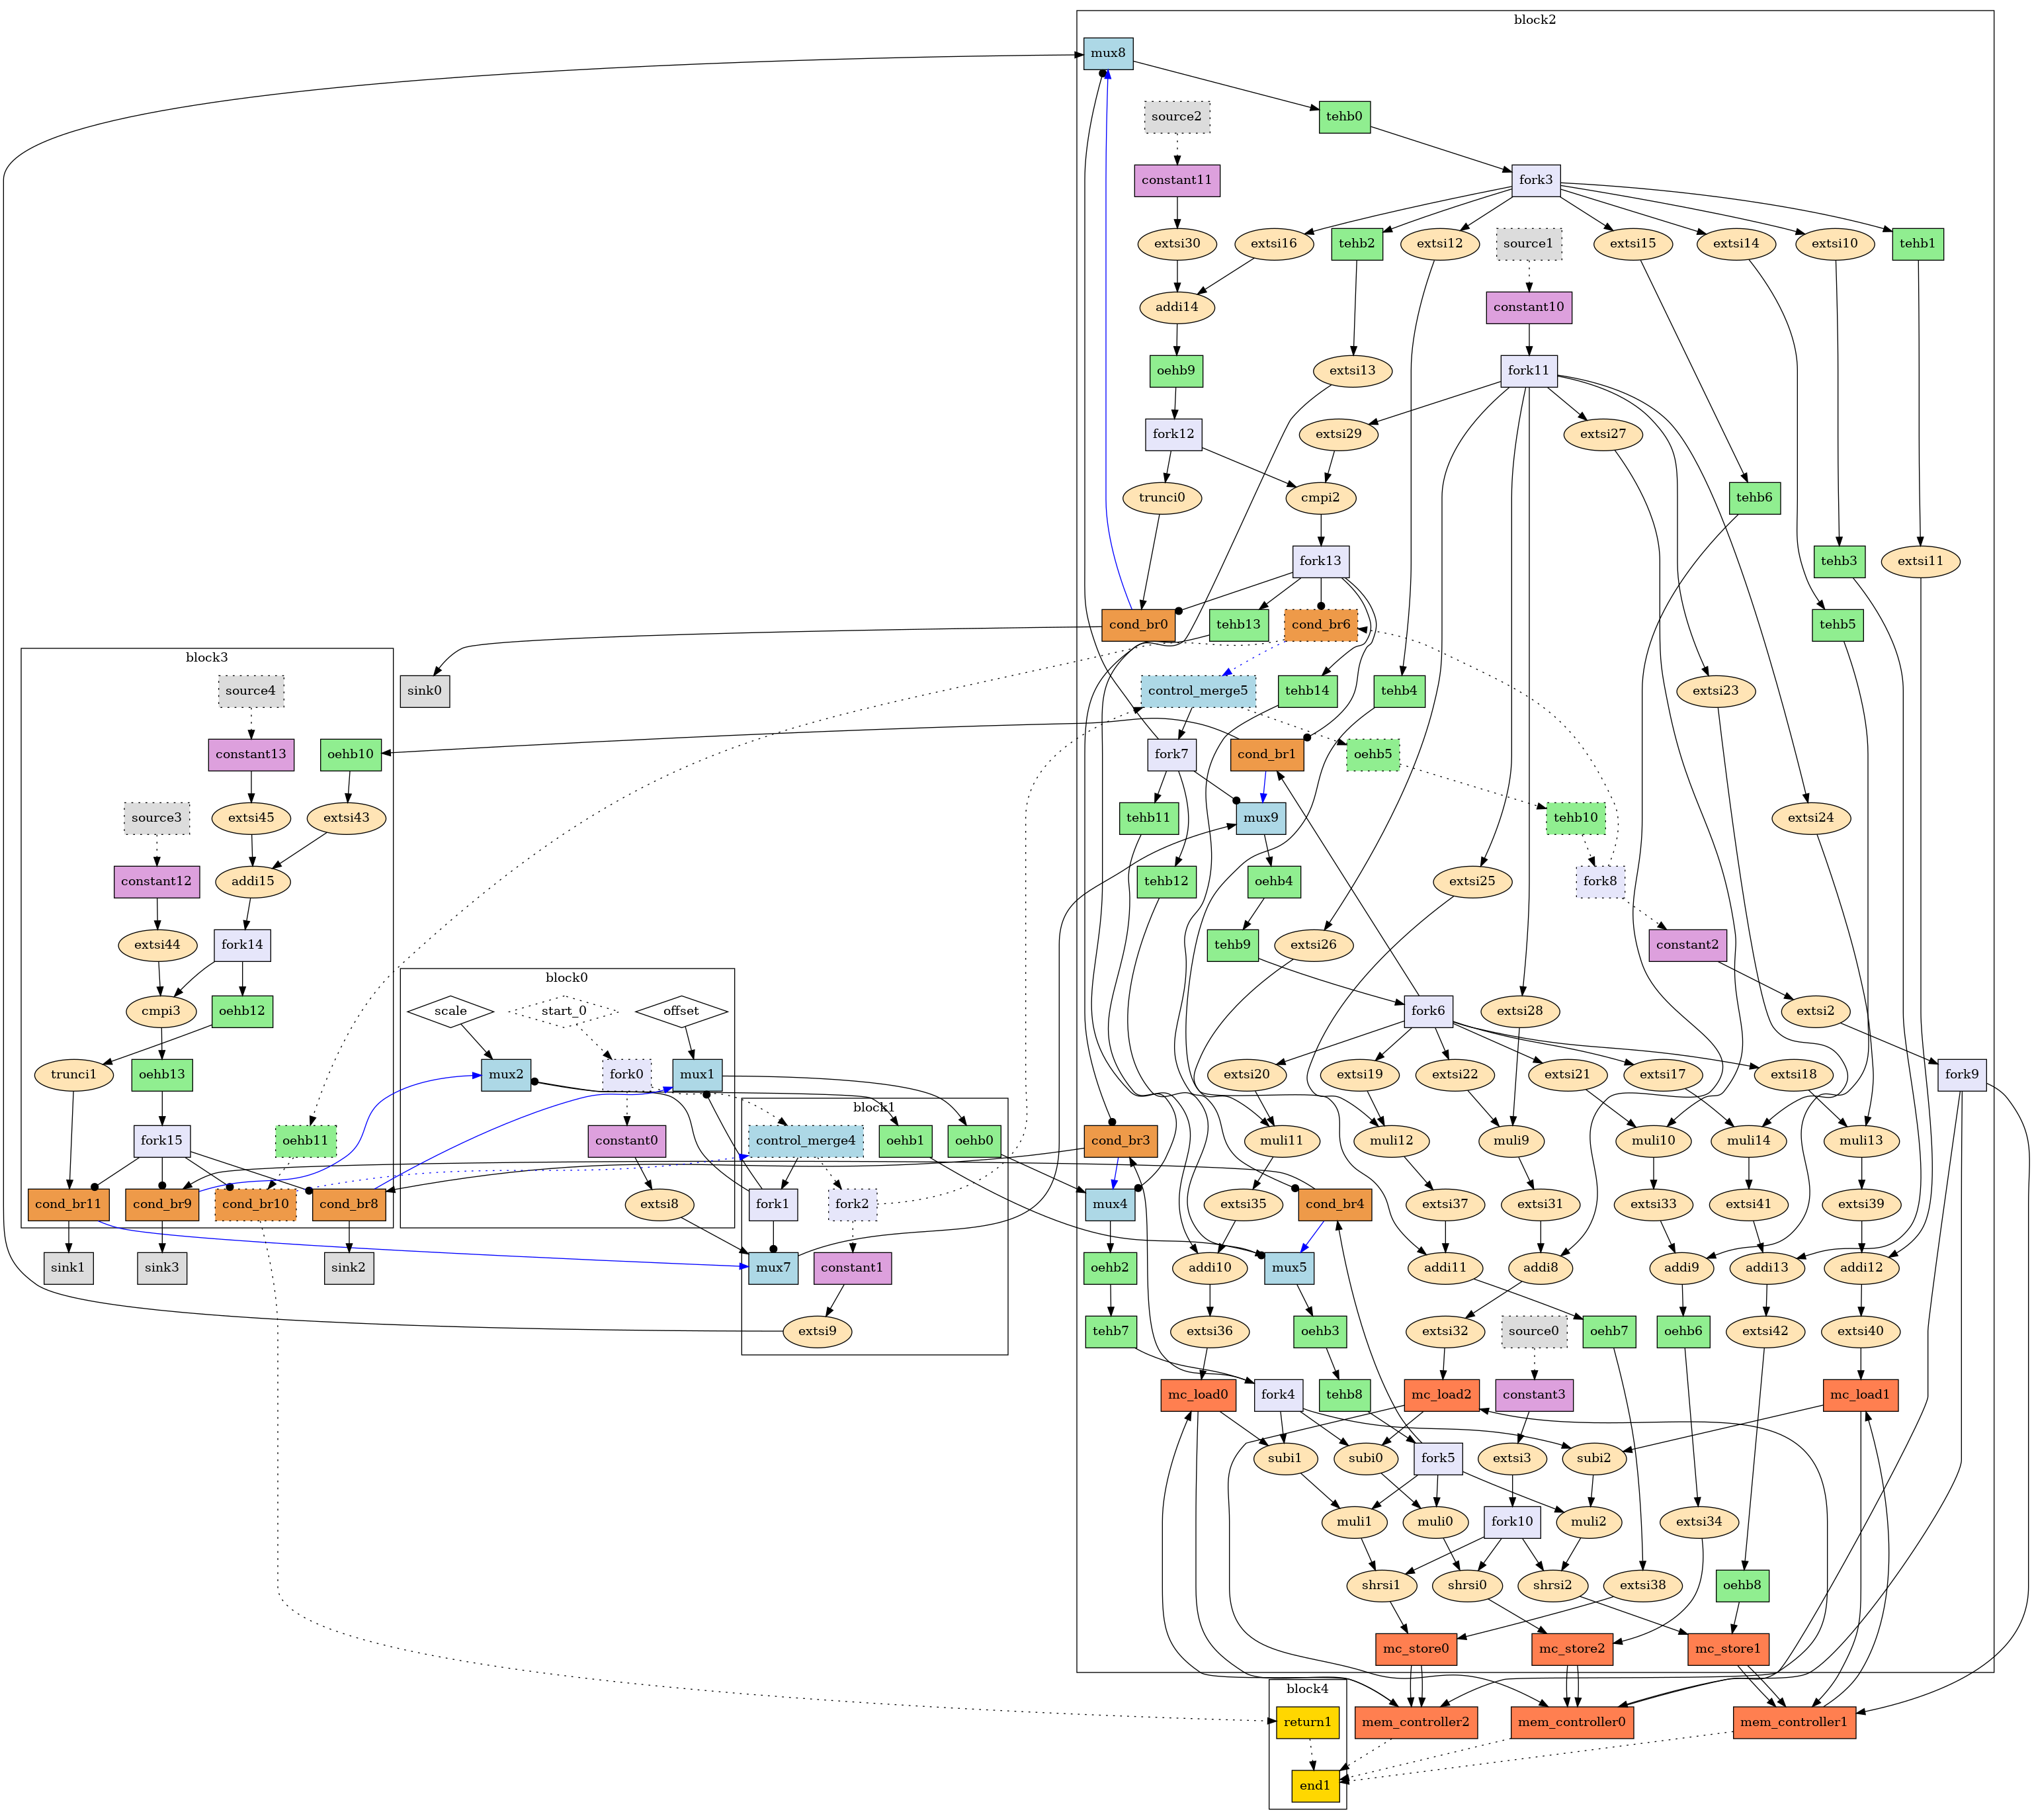 block2
mux8
source2
tehb0
constant11
fork3
extsi30
extsi16
tehb2
extsi12
source1
extsi15
extsi14
extsi10
tehb1
addi14
constant10
oehb9
extsi13
fork11
fork12
extsi29
extsi27
trunci0
cmpi2
tehb6
fork13
tehb3
extsi11
cond_br0
tehb13
cond_br6
tehb5
block3
source4
sink0
control_merge5
tehb14
tehb4
extsi23
constant13
oehb10
fork7
cond_br1
oehb5
source3
extsi45
extsi43
tehb11
mux9
tehb10
extsi24
constant12
addi15
tehb12
oehb4
extsi25
fork8
extsi44
fork14
tehb9
extsi26
constant2
block0
cmpi3
oehb12
scale
start_0
offset
fork6
extsi28
extsi2
trunci1
oehb13
mux2
fork0
mux1
extsi20
extsi19
extsi22
extsi21
extsi17
extsi18
fork9
block1
fork15
oehb11
constant0
control_merge4
oehb1
oehb0
cond_br3
muli11
muli12
muli9
muli10
muli14
muli13
cond_br11
cond_br9
cond_br10
cond_br8
extsi8
fork1
fork2
mux4
extsi35
cond_br4
extsi37
extsi31
extsi33
extsi41
extsi39
sink1
sink3
sink2
mux7
constant1
oehb2
addi10
mux5
addi11
addi8
addi9
addi13
addi12
extsi9
tehb7
extsi36
oehb3
extsi32
source0
oehb7
oehb6
extsi42
extsi40
mc_load0
fork4
tehb8
mc_load2
constant3
mc_load1
subi1
subi0
fork5
extsi3
subi2
muli1
muli0
fork10
muli2
extsi34
shrsi1
shrsi0
shrsi2
extsi38
oehb8
mc_store0
mc_store2
mc_store1
block4
return1
mem_controller2
mem_controller0
mem_controller1
end1